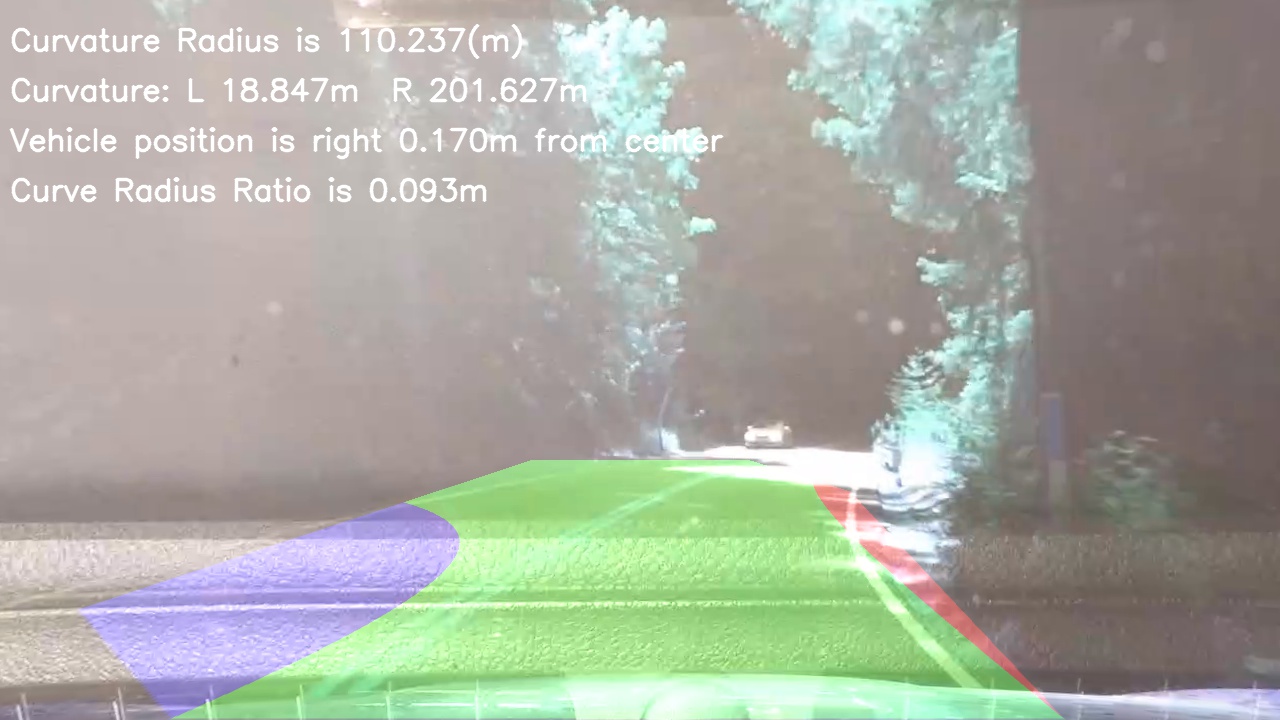 Curvature Radius is 110.237(m)
Curvature: L 18.847m R 201.627m
Vehicle position is right 0.170m from center
Curve Radius Ratio is 0.093m